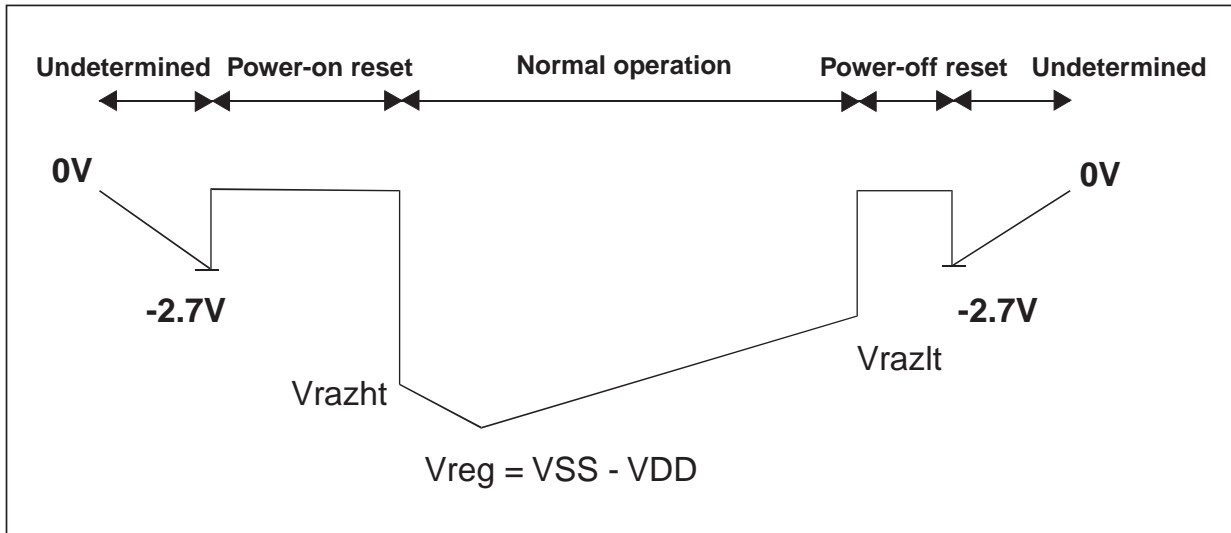 Undetermined Power-on reset Normal operation Power-off reset Undetermined
0V 0V
-2.7V -2.7V
Vrazlt
Vrazht
Vreg = VSS - VDD